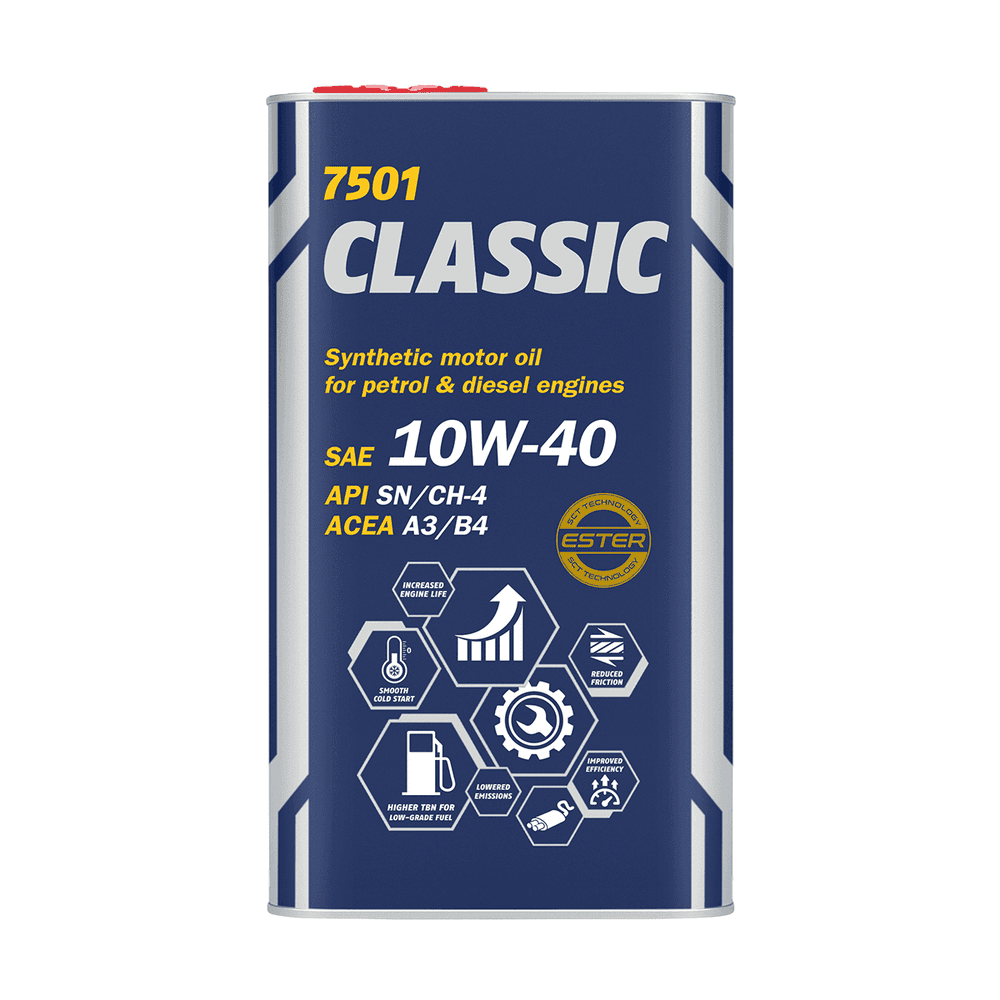 7501
CLASSIC
Synthetic motor oil
for petrol & diesel engines
SAE 10W-40
API SN/CH-4
ACEA A3/B4
SCT TECHNOLOGY
ESTER
SCT TECHNOLOGY
INCREASED
ENGINE LIFE
0
SMOOTH
COLD START
REDUCED
FRICTION
HIGHER TBN FOR
LOW-GRADE FUEL
LOWERED
EMISSIONS
IMPROVED
EFFICIENCY